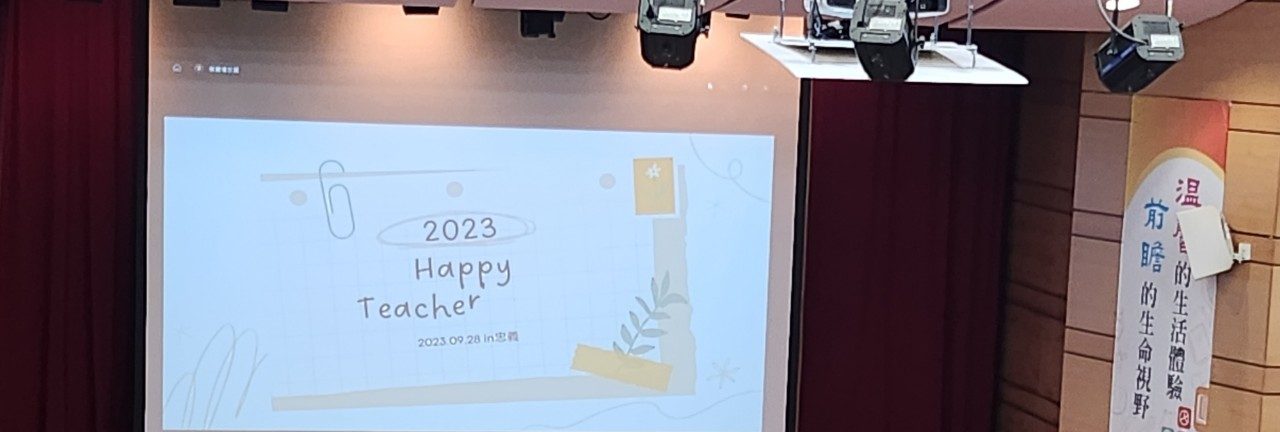 2023
Happy
Teacher
2023.09.28 in忠義
溫層的生活體驗
前瞻的生命視野